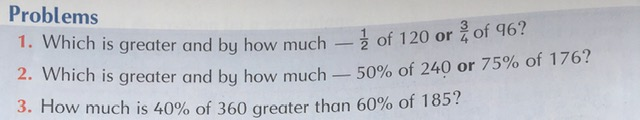 Problems
1. Which is greater and by how much — 1/2 of 120 or 3/4 of 96?
2. Which is greater and by how much — 50% of 240 or 75% of 176?
3. How much is 40% of 360 greater than 60% of 185?